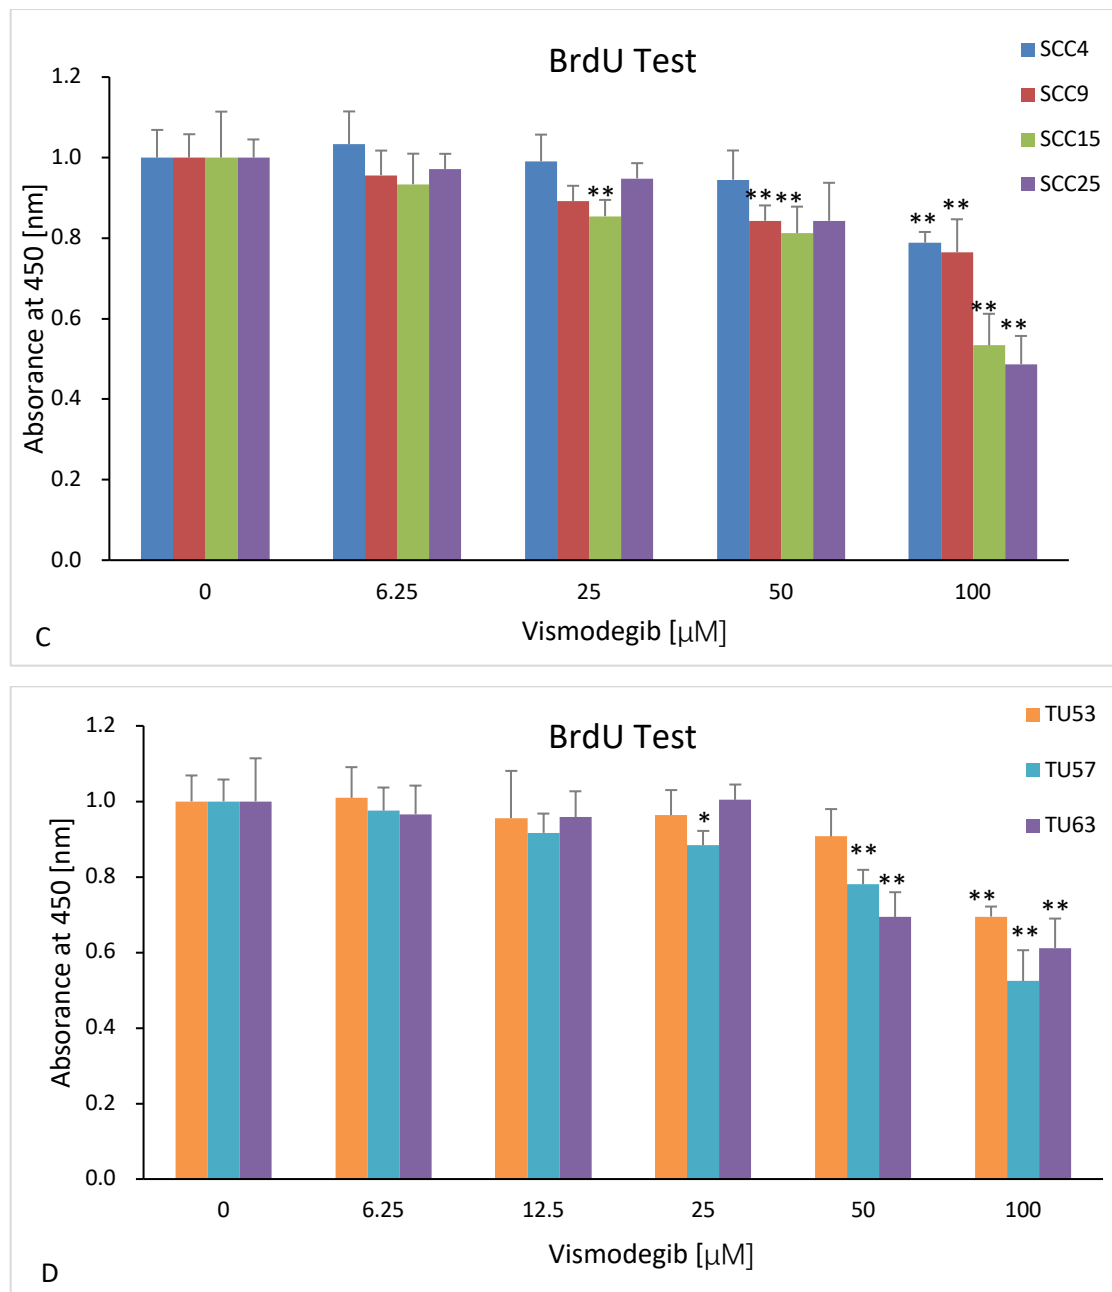 BrdU Test
SCC4
SCC9
SCC15
SCC25
Absorance at 450 [nm]
1.2
1.0
0.8
0.6
0.4
0.2
0.0
**
** **
** **
** **
0 6.25 25 50 100
Vismodegib [µM]
C
BrdU Test
TU53
TU57
TU63
Absorance at 450 [nm]
1.2
1.0
0.8
0.6
0.4
0.2
0.0
*
**
**
** **
**
0 6.25 12.5 25 50 100
Vismodegib [µM]
D